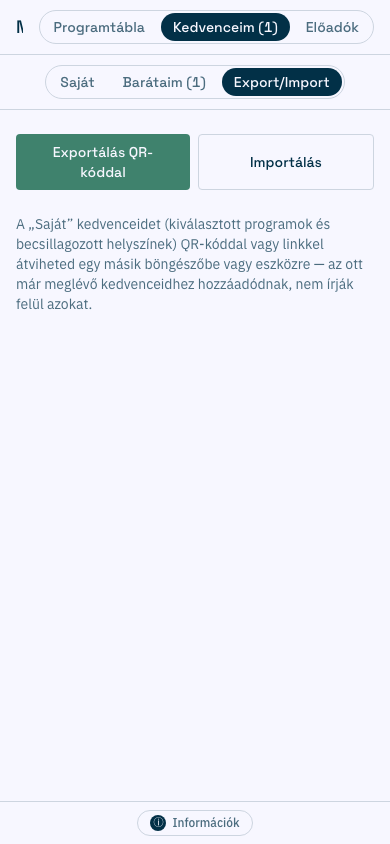 Programtábla Kedvenceim (1) Előadók
Saját Barátaim (1) Export/Import
Exportálás QR-
kóddal
Importálás
A „Saját” kedvenceidet (kiválasztott programok és
becsillagozott helyszínek) QR-kóddal vagy linkkel
átviheted egy másik böngészőbe vagy eszközre — az ott
már meglévő kedvenceidhez hozzáadódnak, nem írják
felül azokat.
Információk